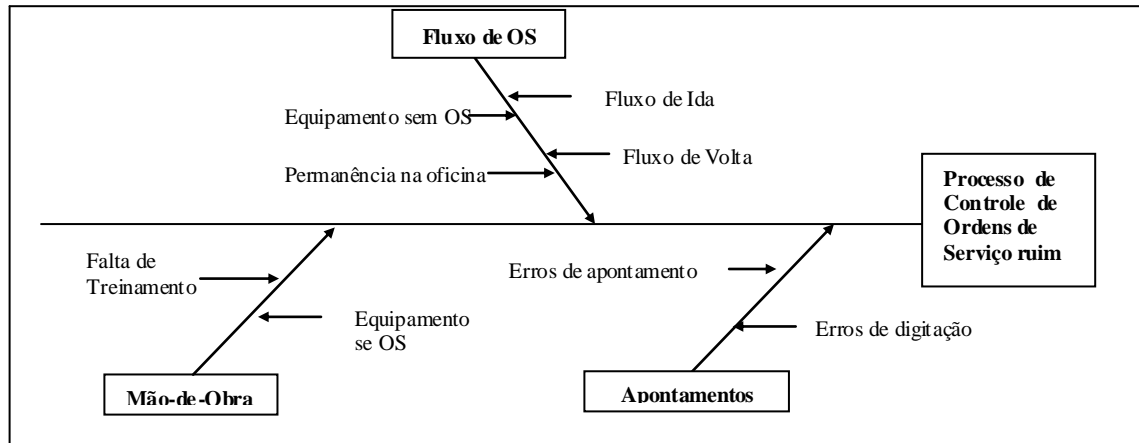 Fluxo de OS
Fluxo de Ida
Equipamento sem OS
Fluxo de Volta
Permanência na oficina
Processo de
Controle de
Ordens de
Serviço ruim
Falta de
Treinamento
Erros de apontamento
Equipamento
se OS
Erros de digitação
Mão-de-Obra
Apontamentos